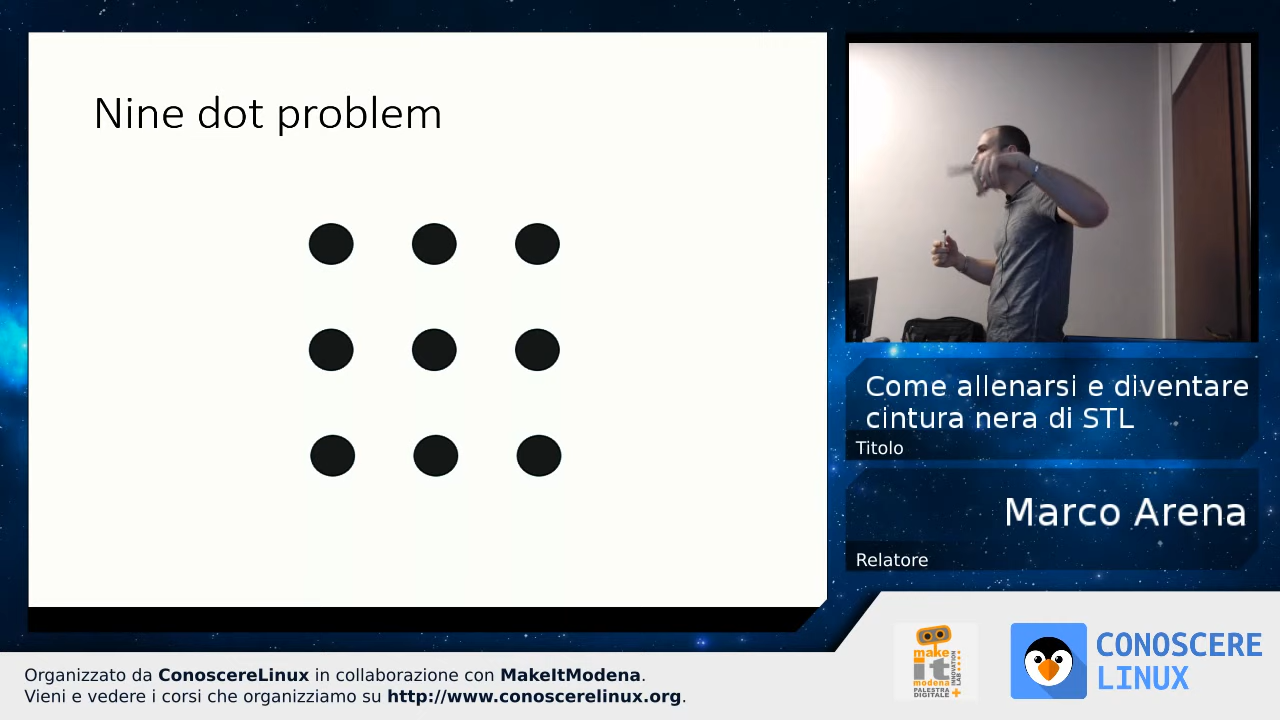 Nine dot problem
Come allenarsi e diventare
cintura nera di STL
Titolo
Marco Arena
Relatore
make
it
modena
PALESTRA
DIGITALE
INNOVATION
LAB
CONOSCERE
LINUX
Organizzato da ConoscereLinux in collaborazione con MakeItModena.
Vieni e vedere i corsi che organizziamo su http://www.conoscerelinux.org.